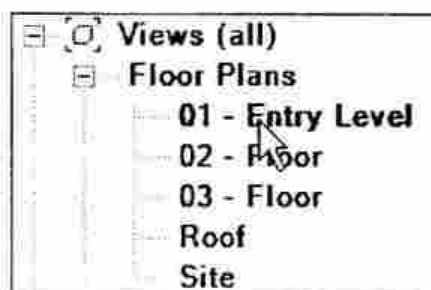 Views (all)
Floor Plans
01 - Entry Level
02 - Floor
03 - Floor
Roof
Site